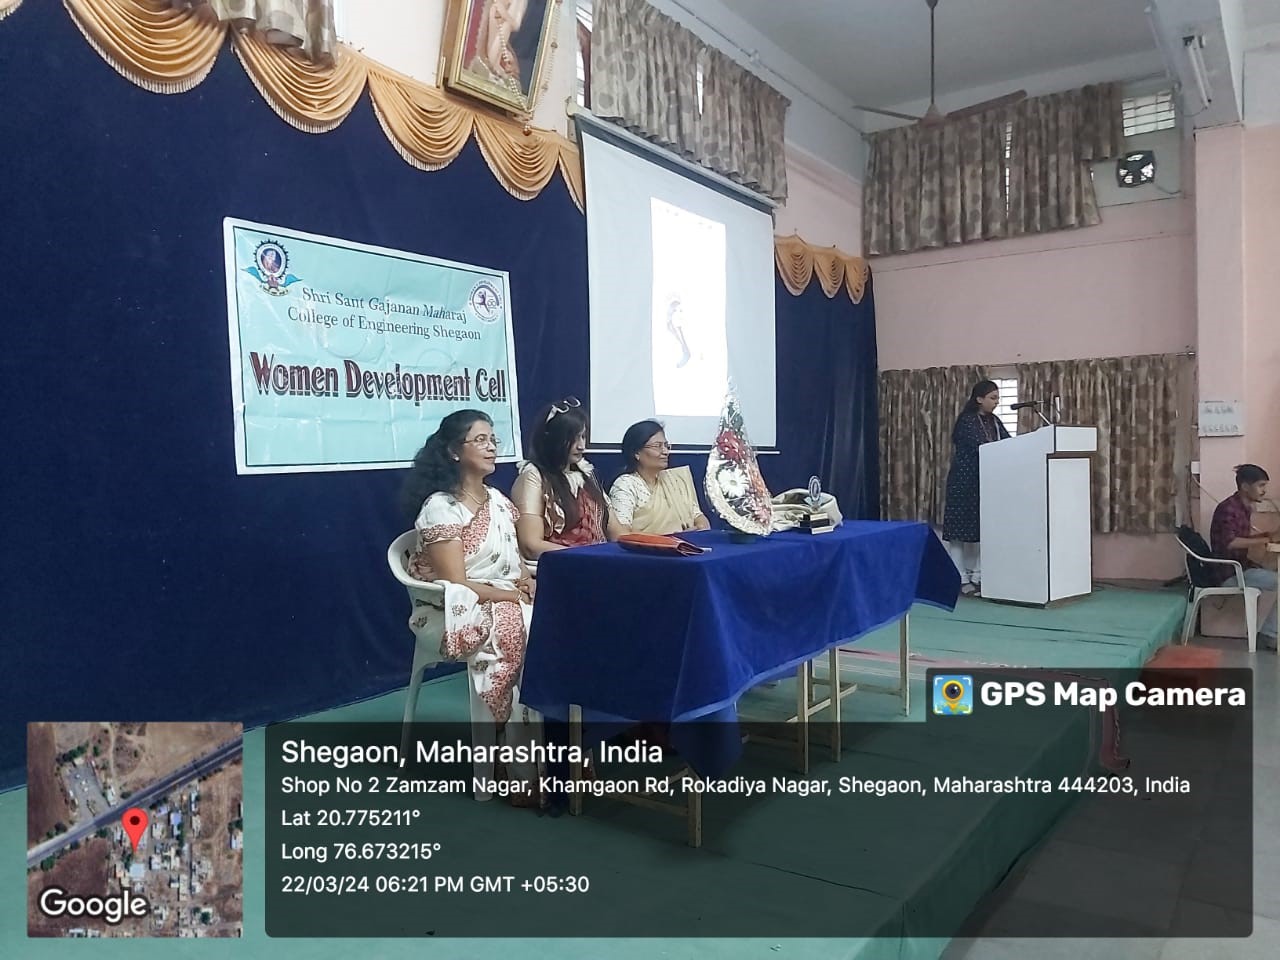 Shri Sant Gajanan Maharaj
College of Engineering Shegaon
Women Development Cell
GPS Map Camera
Shegaon, Maharashtra, India
Shop No 2 Zamzam Nagar, Khamgaon Rd, Rokadiya Nagar, Shegaon, Maharashtra 444203, India
Lat 20.775211°
Long 76.673215°
22/03/24 06:21 PM GMT +05:30
Google